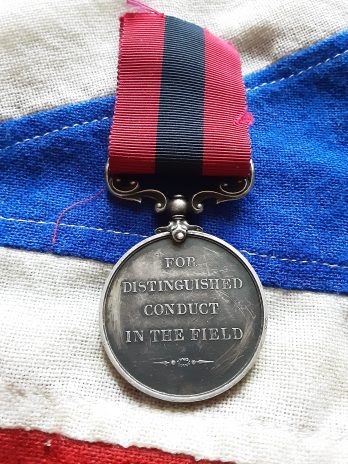 FOR
DISTINGUISHED
CONDUCT
IN THE FIELD